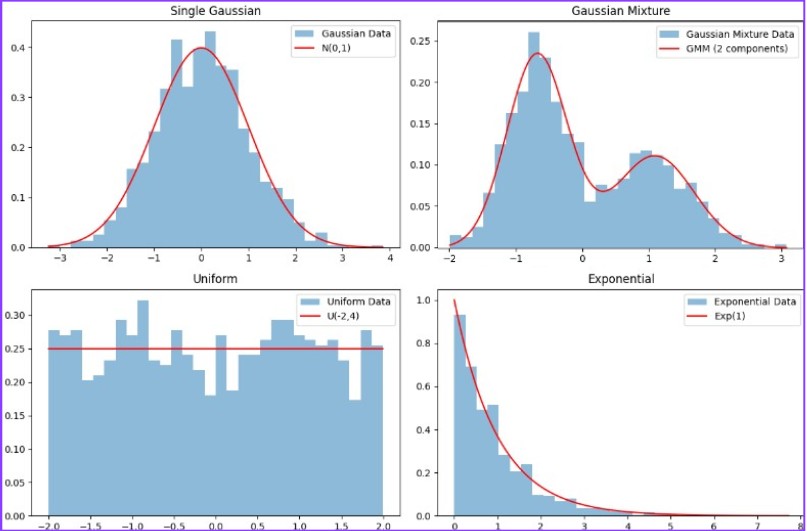 Single Gaussian
Gaussian Data
N(0,1)
0.4
0.3
0.2
0.1
0.0
−3 −2 −1 0 1 2 3 4
Gaussian Mixture
Gaussian Mixture Data
GMM (2 components)
0.25
0.20
0.15
0.10
0.05
0.00
−2 −1 0 1 2 3
Uniform
Uniform Data
U(-2,4)
0.30
0.25
0.20
0.15
0.10
0.05
0.00
−2.0 −1.5 −1.0 −0.5 0.0 0.5 1.0 1.5 2.0
Exponential
Exponential Data
Exp(1)
1.0
0.8
0.6
0.4
0.2
0.0
0 1 2 3 4 5 6 7 8